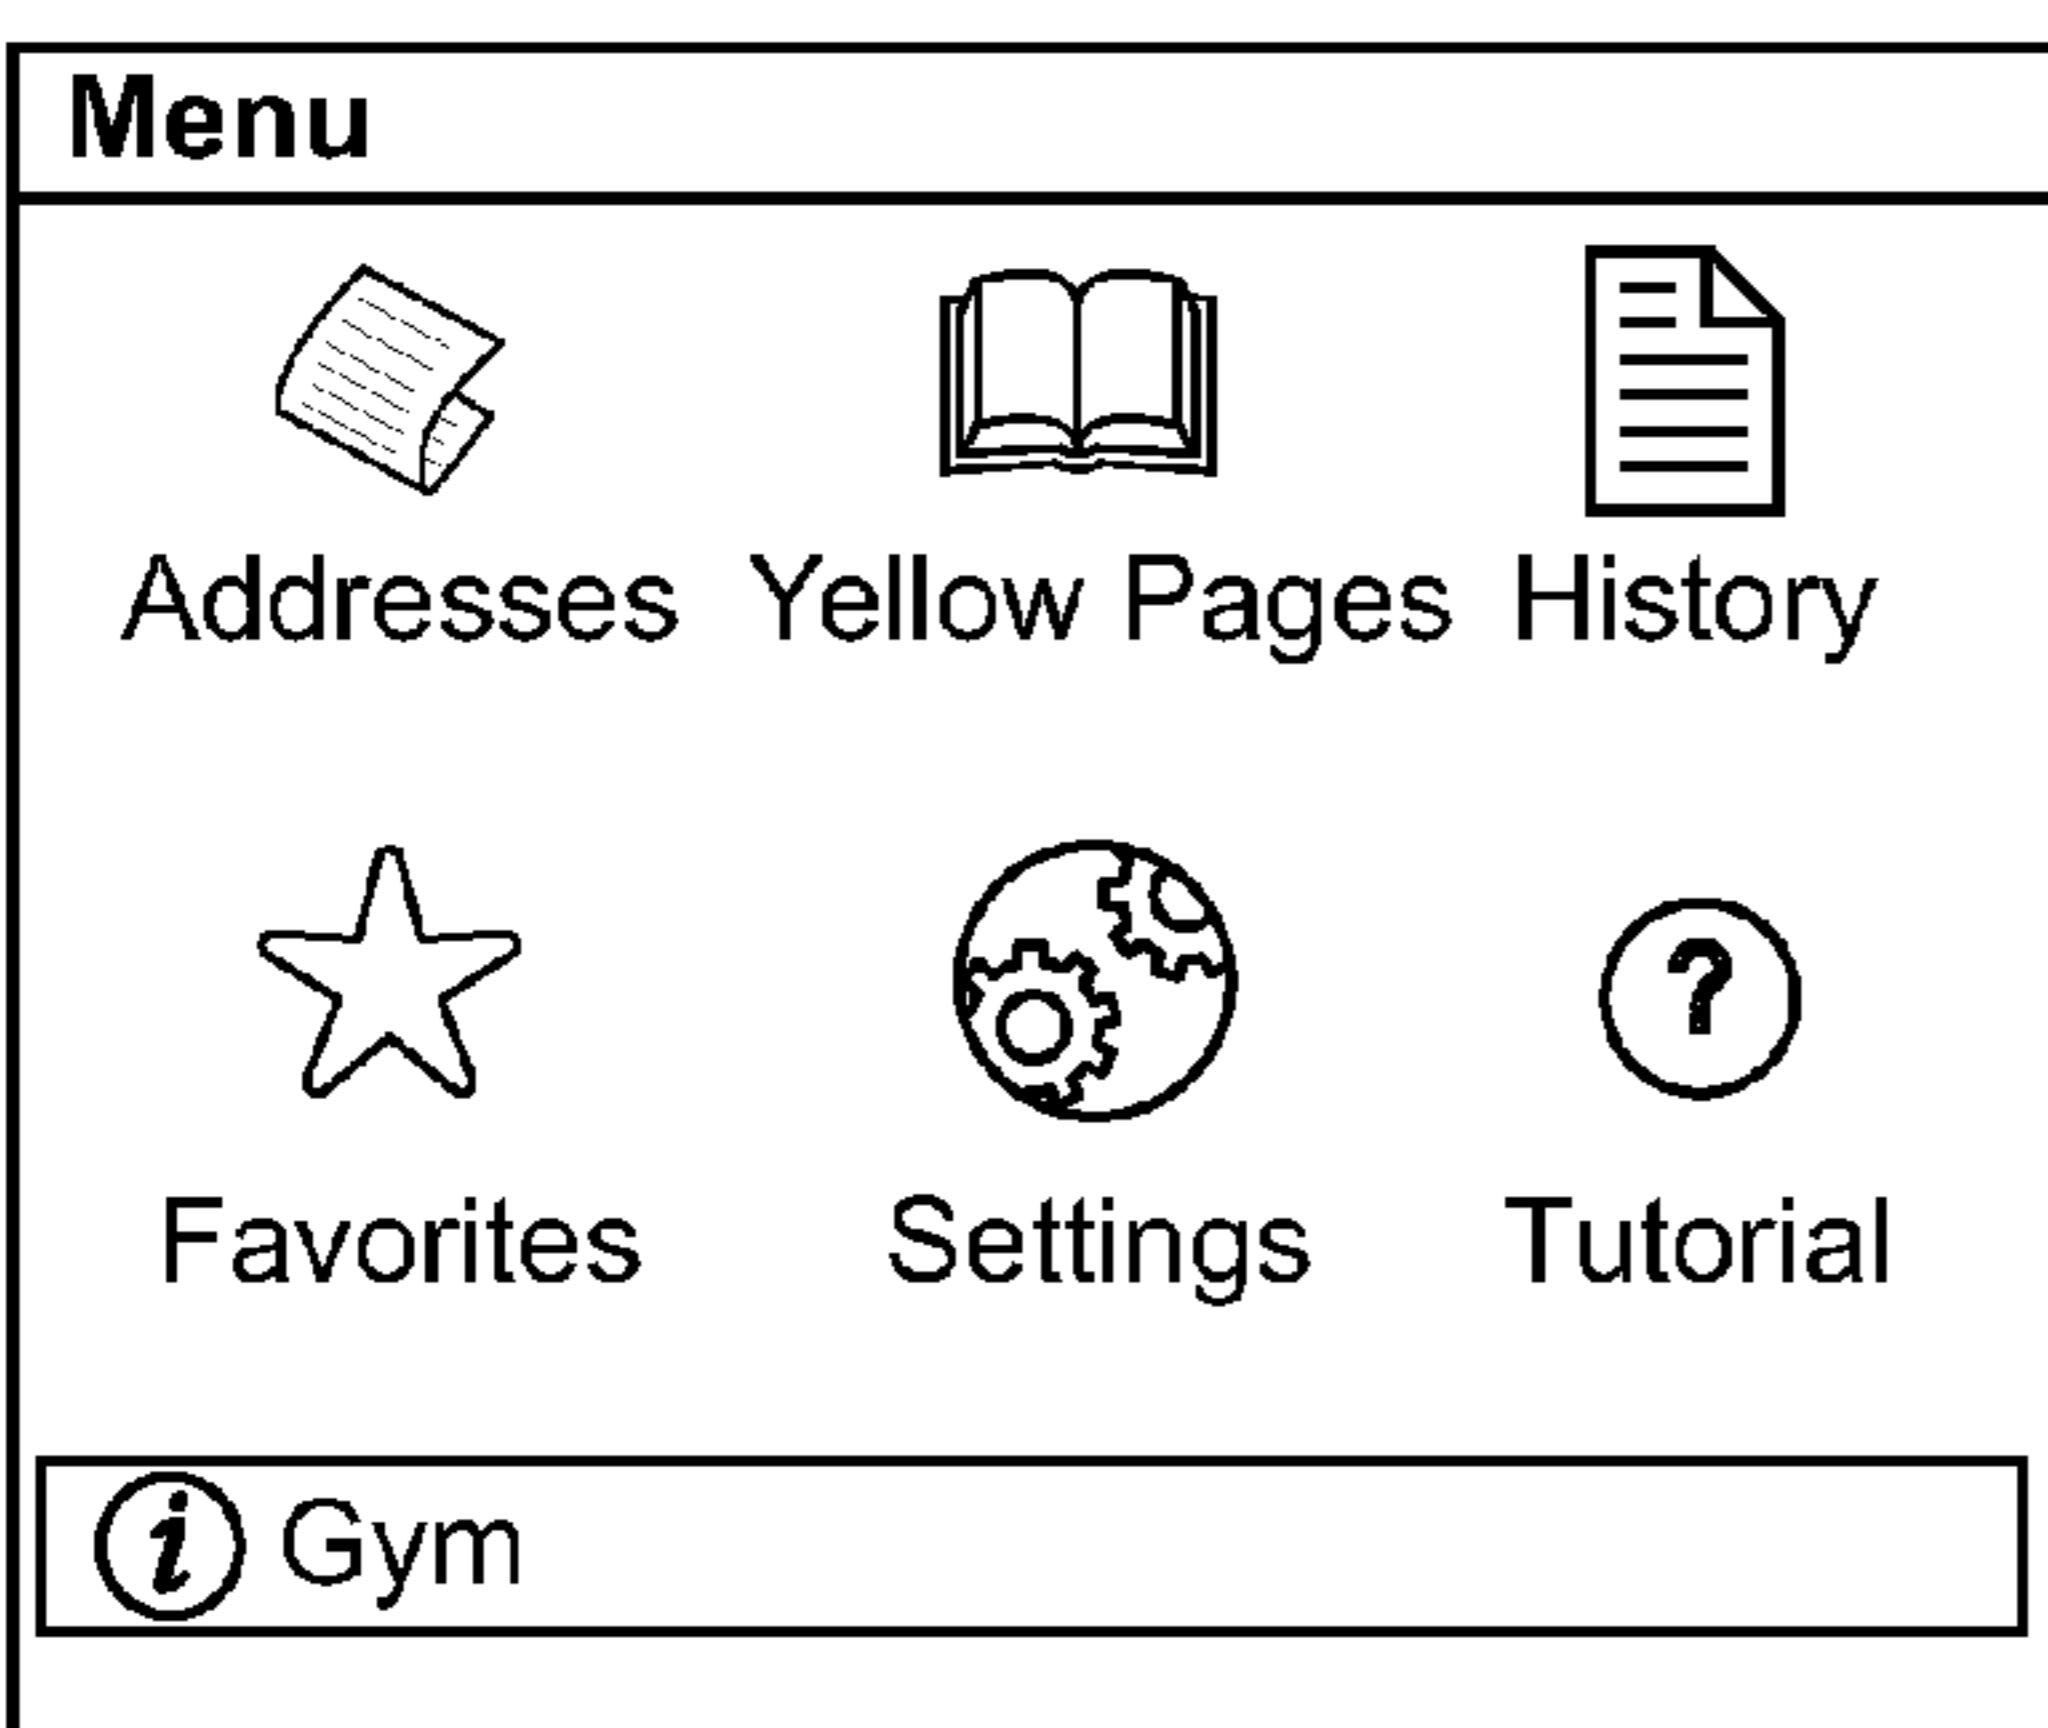 Menu
Addresses Yellow Pages History
?
Favorites Settings Tutorial
i Gym